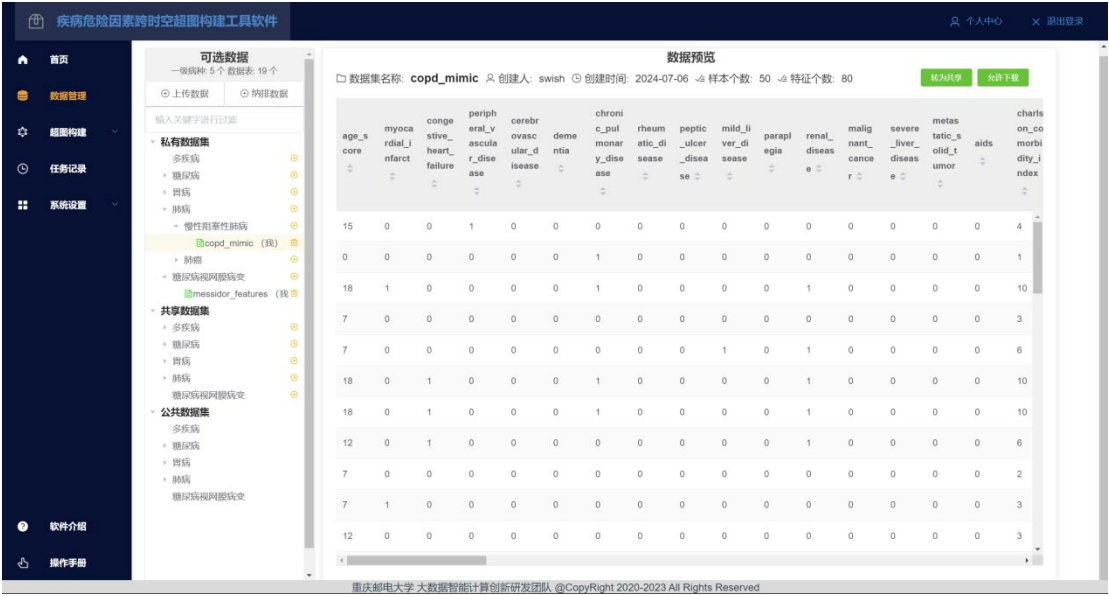 疾病危险因素跨时空超图构建工具软件
个人中心
退出登录
首页
数据管理
超图构建
任务记录
系统设置
软件介绍
操作手册
可选数据
一级病种: 5 个 数据表: 19 个
上传数据
纳排数据
输入关键字进行过滤
私有数据集
多疾病
糖尿病
胃病
肺病
慢性阻塞性肺病
copd_mimic （我）
肺癌
糖尿病视网膜病变
messidor_features （我
共享数据集
多疾病
糖尿病
胃病
肺病
糖尿病视网膜病变
公共数据集
多疾病
糖尿病
胃病
肺病
糖尿病视网膜病变
数据预览
数据集名称: copd_mimic 创建人: swish 创建时间: 2024-07-06 样本个数: 50 特征个数: 80
转为共享
允许下载
age_score myocardial_infarct congestive_heart_failure peripheral_vascular_disease cerebrovascular_disease dementia chronic_pulmonary_disease rheumatic_disease peptic_ulcer_disease mild_liver_disease paraplegia renal_disease malignant_cancer severe_liver_disease metastatic_solid_tumor aids charlson_comorbidity_index
15 0 0 1 0 0 0 0 0 0 0 0 0 0 0 0 4
0 0 0 0 0 0 1 0 0 0 0 0 0 0 0 0 1
18 1 0 0 0 0 1 0 0 0 0 1 0 0 0 0 10
7 0 0 0 0 0 0 0 0 0 0 0 0 0 0 0 3
7 0 0 0 0 0 0 0 0 1 0 1 0 0 0 0 6
18 0 1 0 0 0 1 0 0 0 0 1 0 0 0 0 10
18 0 1 0 0 0 1 0 0 0 0 1 0 0 0 0 10
12 0 1 0 0 0 0 0 0 0 0 1 0 0 0 0 6
7 0 0 0 0 0 0 0 0 0 0 0 0 0 0 0 2
7 1 0 0 0 0 0 0 0 0 0 0 0 0 0 0 3
12 0 0 0 0 0 0 0 0 0 0 0 0 0 0 0 3
重庆邮电大学 大数据智能计算创新研发团队 @CopyRight 2020-2023 All Rights Reserved